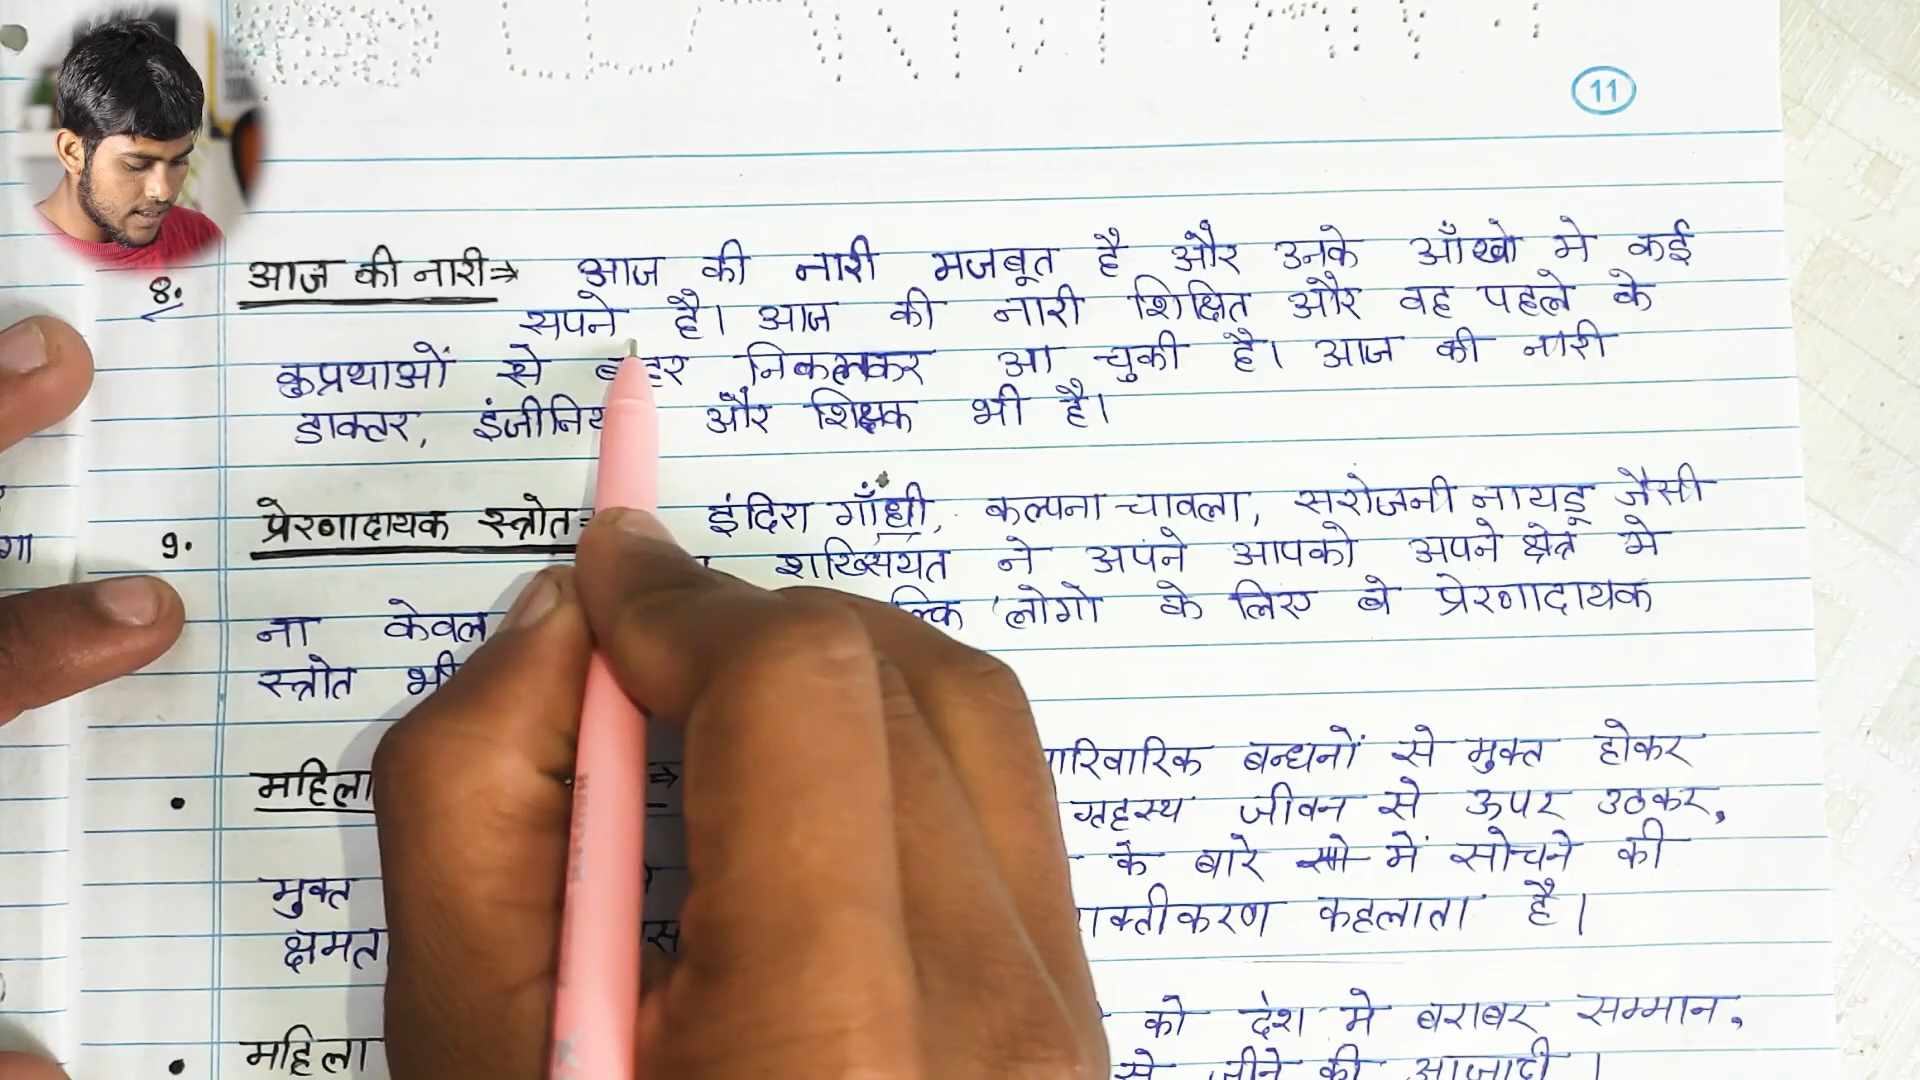 11
8. आज की नारी⇒ आज की नारी मजबूत है और उनके आँखो मे कई
सपने है। आज की नारी शिक्षित और वह पहले के
कुप्रथाओं से बाहर निकलकर आ चुकी है। आज की नारी
डाक्टर, इंजीनिय और शिक्षक भी है।
9. प्रेरणादायक स्त्रोत इंदिरा गाँधी, कल्पना चावला, सरोजनी नायडू जैसी
शख्सियत ने अपने आपको अपने क्षेत्र मे
ना केवल लोगो के लिए वे प्रेरणादायक
स्त्रोत भी
• महिला ⇒ ारिवारिक बन्धनों से मुक्त होकर
जीवन से ऊपर उठकर,
के बारे में सोचने की
मुक्त
क्षमता ाक्तीकरण कहलाता है।
को देश मे बराबर सम्मान,
• महिला से जीने की आजादी।